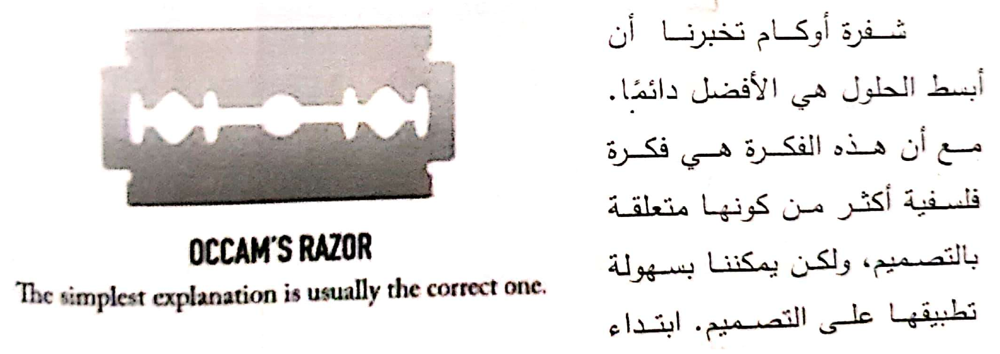 OCCAM'S RAZOR
The simplest explanation is usually the correct one.
شفرة أوكام تخبرنا أن
أبسط الحلول هي الأفضل دائمًا.
مع أن هذه الفكرة هي فكرة
فلسفية أكثر من كونها متعلقة
بالتصميم، ولكن يمكننا بسهولة
تطبيقها على التصميم. ابتداء